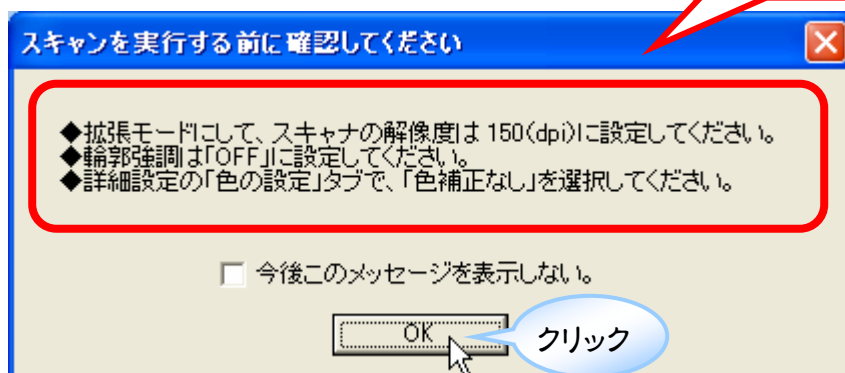 スキャンを実行する前に確認してください
◆拡張モードにして、スキャナの解像度は 150(dpi)に設定してください。
◆輪郭強調は「OFF」に設定してください。
◆詳細設定の「色の設定」タブで、「色補正なし」を選択してください。
今後このメッセージを表示しない。
OK
クリック